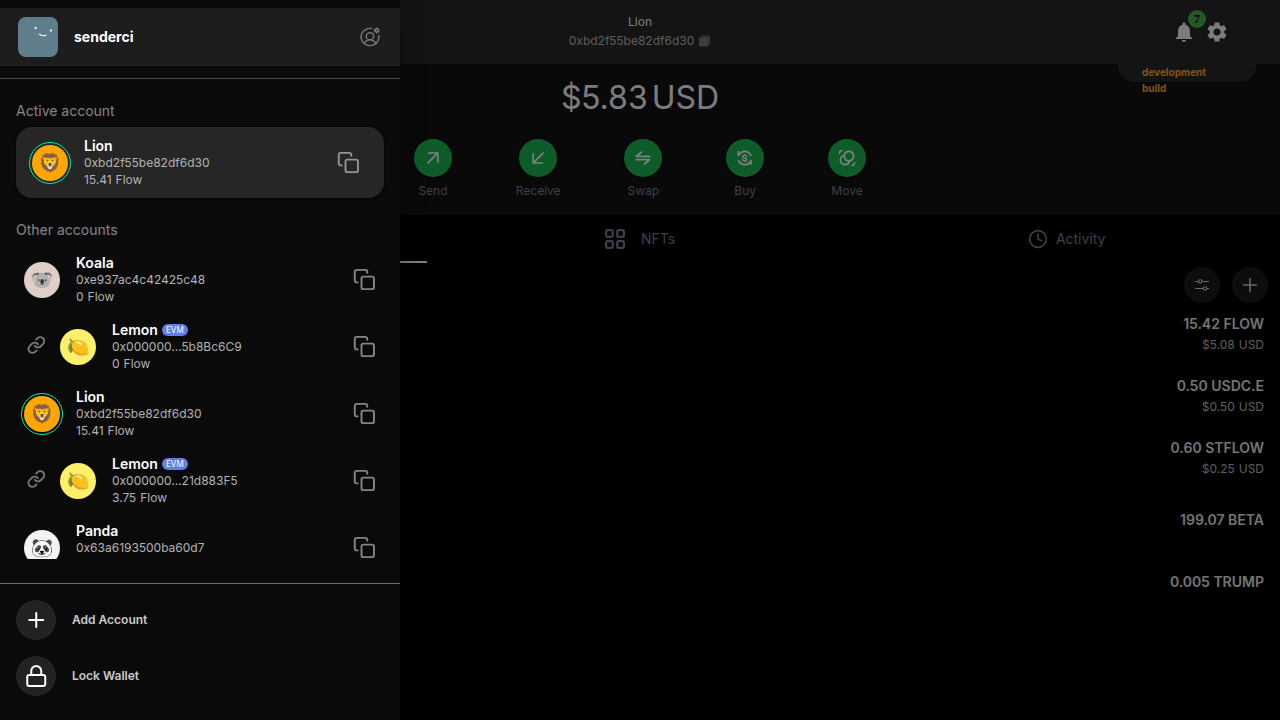 senderci
Active account
Lion
0xbd2f55be82df6d30
15.41 Flow
Other accounts
Koala
0xe937ac4c42425c48
0 Flow
Lemon EVM
0x000000...5b8Bc6C9
0 Flow
Lion
0xbd2f55be82df6d30
15.41 Flow
Lemon EVM
0x000000...21d883F5
3.75 Flow
Panda
0x63a6193500ba60d7
Add Account
Lock Wallet
Lion
0xbd2f55be82df6d30
7
development
build
$5.83 USD
Send
Receive
Swap
Buy
Move
NFTs
Activity
15.42 FLOW
$5.08 USD
0.50 USDC.E
$0.50 USD
0.60 STFLOW
$0.25 USD
199.07 BETA
0.005 TRUMP